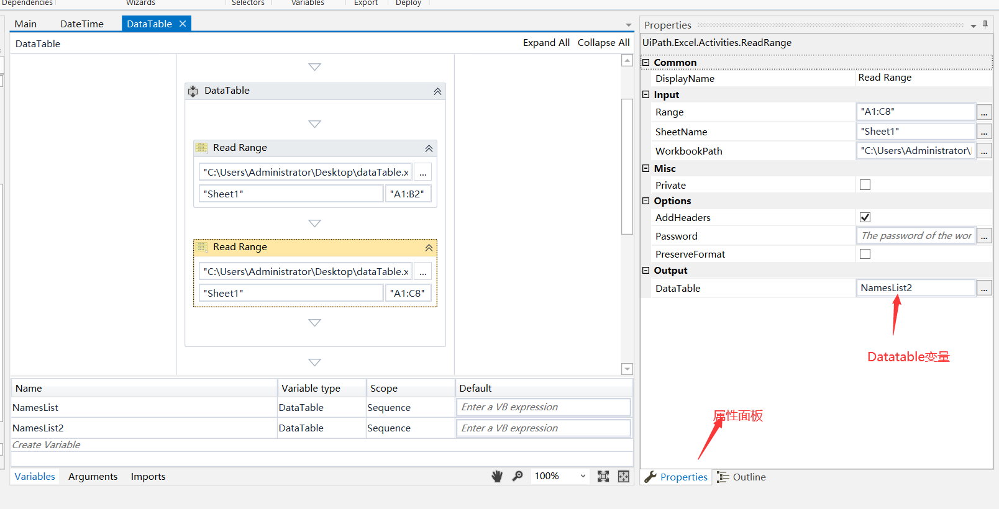 Dependencies Wizards Selectors Variables Export Deploy
Main DateTime DataTable
DataTable Expand All Collapse All
DataTable
Read Range
"C:\Users\Administrator\Desktop\dataTable.x ...
"Sheet1" "A1:B2"
Read Range
"C:\Users\Administrator\Desktop\dataTable.x ...
"Sheet1" "A1:C8"
Name Variable type Scope Default
NamesList DataTable Sequence Enter a VB expression
NamesList2 DataTable Sequence Enter a VB expression
Create Variable
Variables Arguments Imports 100%
Properties
UiPath.Excel.Activities.ReadRange
Common
DisplayName Read Range
Input
Range "A1:C8" ...
SheetName "Sheet1" ...
WorkbookPath "C:\Users\Administrator\ ...
Misc
Private
Options
AddHeaders
Password The password of the wor ...
PreserveFormat
Output
DataTable NamesList2 ...
Datatable变量
属性面板
Properties Outline